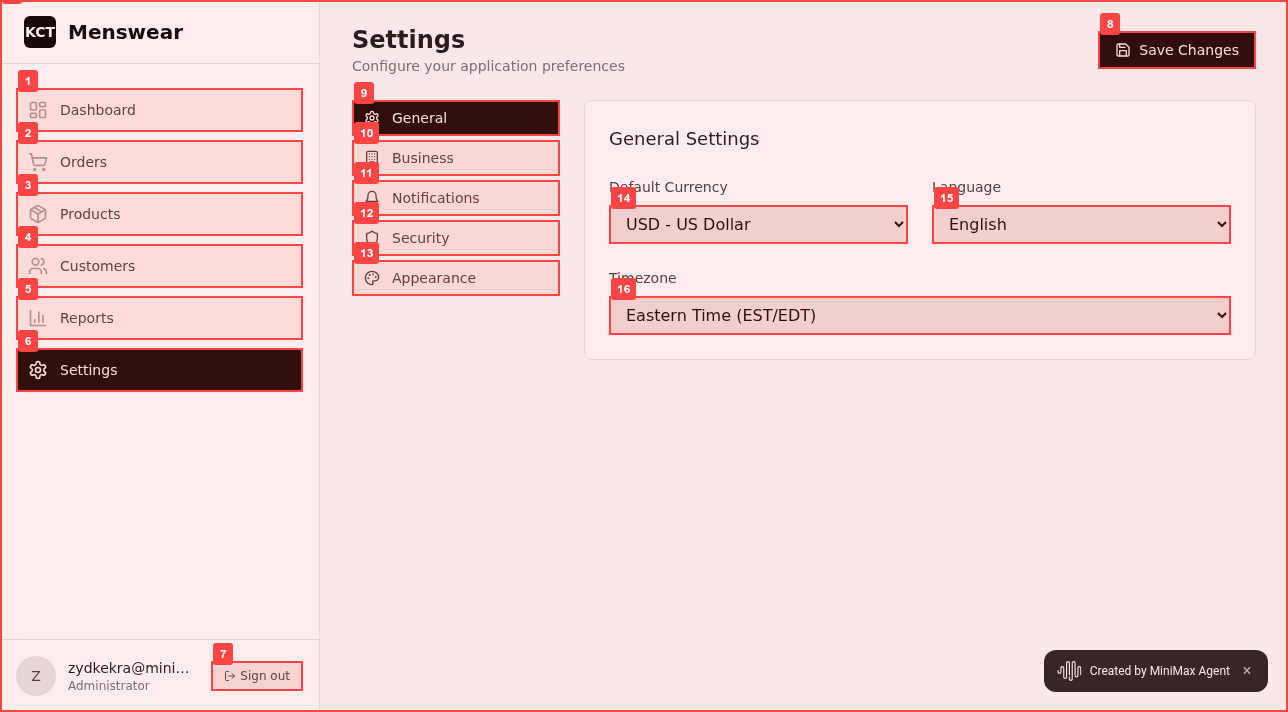 KCT Menswear
1
Dashboard
2
Orders
3
Products
4
Customers
5
Reports
6
Settings
7
Z
zydkekra@mini...
Administrator
Sign out
Settings
Configure your application preferences
8
Save Changes
9
General
10
Business
11
Notifications
12
Security
13
Appearance
General Settings
Default Currency
14
USD - US Dollar
Language
15
English
Timezone
16
Eastern Time (EST/EDT)
Created by MiniMax Agent ×